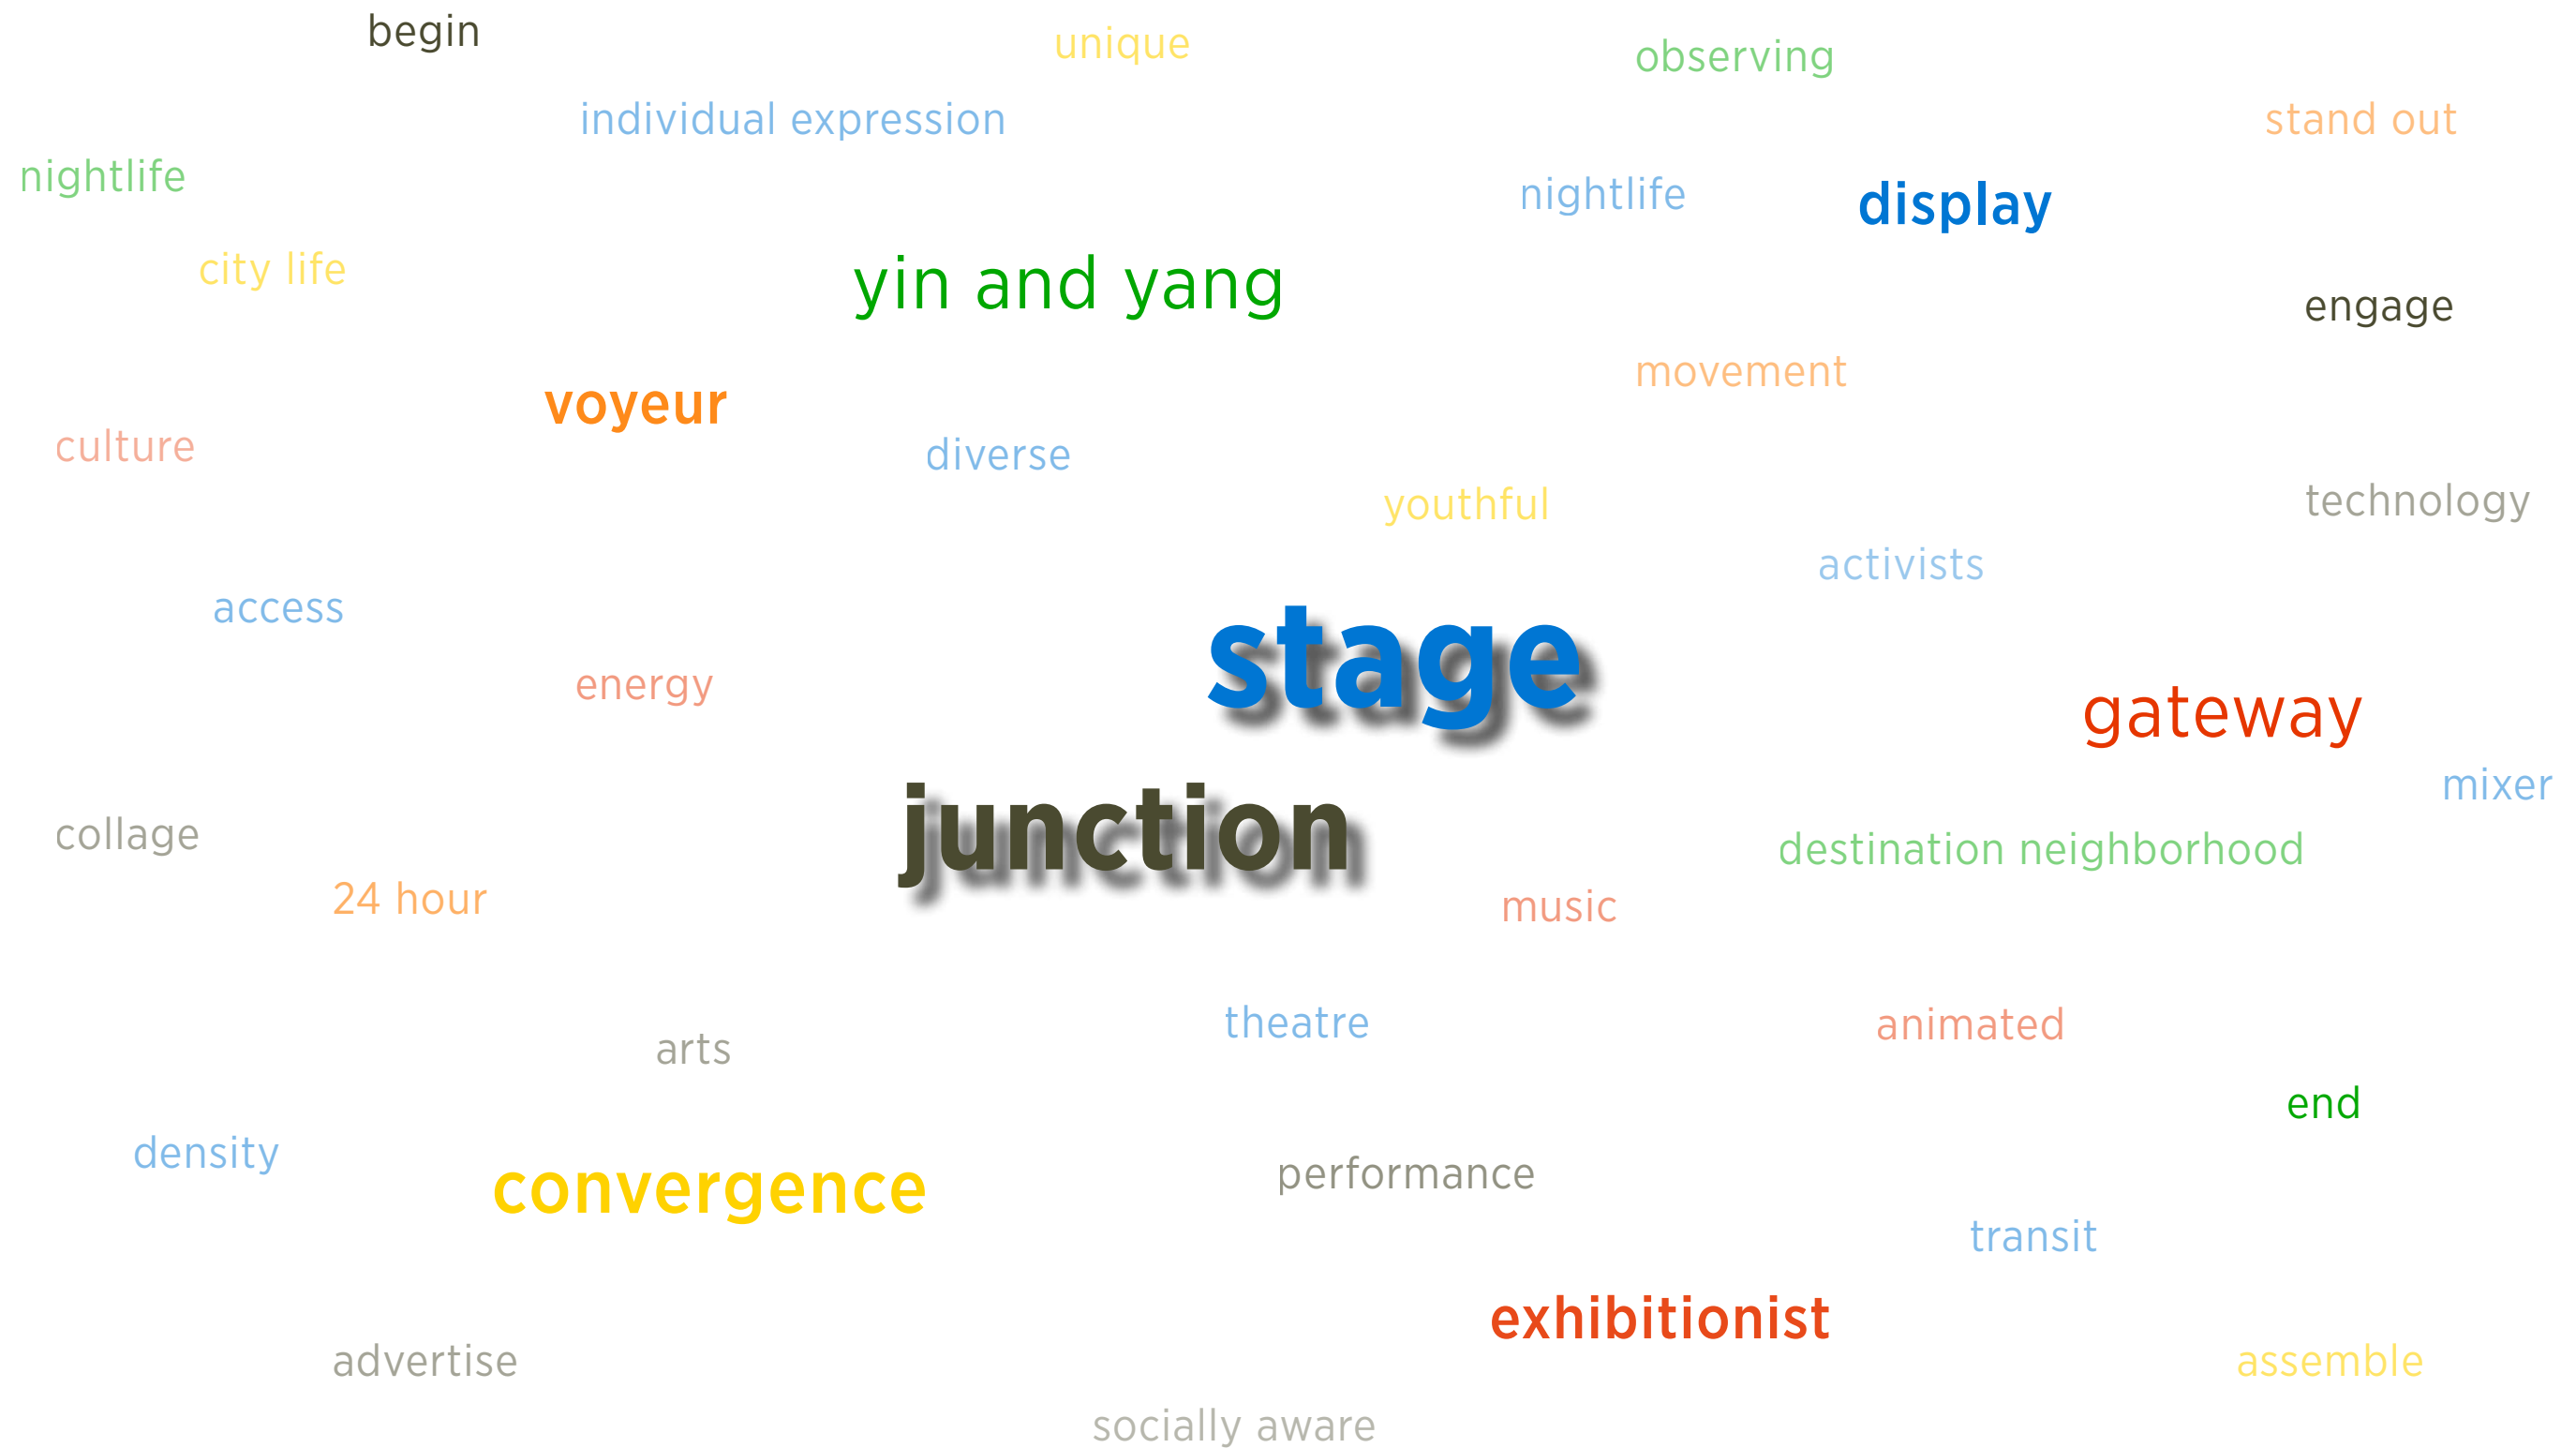 begin
unique
observing
individual expression
stand out
nightlife
nightlife
display
city life
yin and yang
engage
movement
voyeur
culture
diverse
youthful
technology
activists
access
stage
energy
gateway
mixer
junction
collage
destination neighborhood
24 hour
music
theatre
animated
arts
end
density
convergence
performance
transit
exhibitionist
advertise
assemble
socially aware